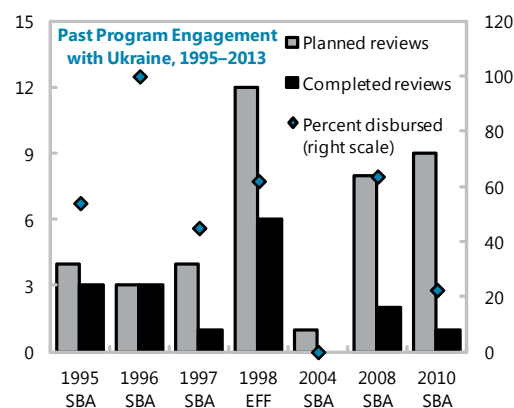 Past Program Engagement
with Ukraine, 1995–2013
Planned reviews
Completed reviews
Percent disbursed
(right scale)
15
12
9
6
3
0
120
100
80
60
40
20
0
1995 1996 1997 1998 2004 2008 2010
SBA SBA SBA EFF SBA SBA SBA